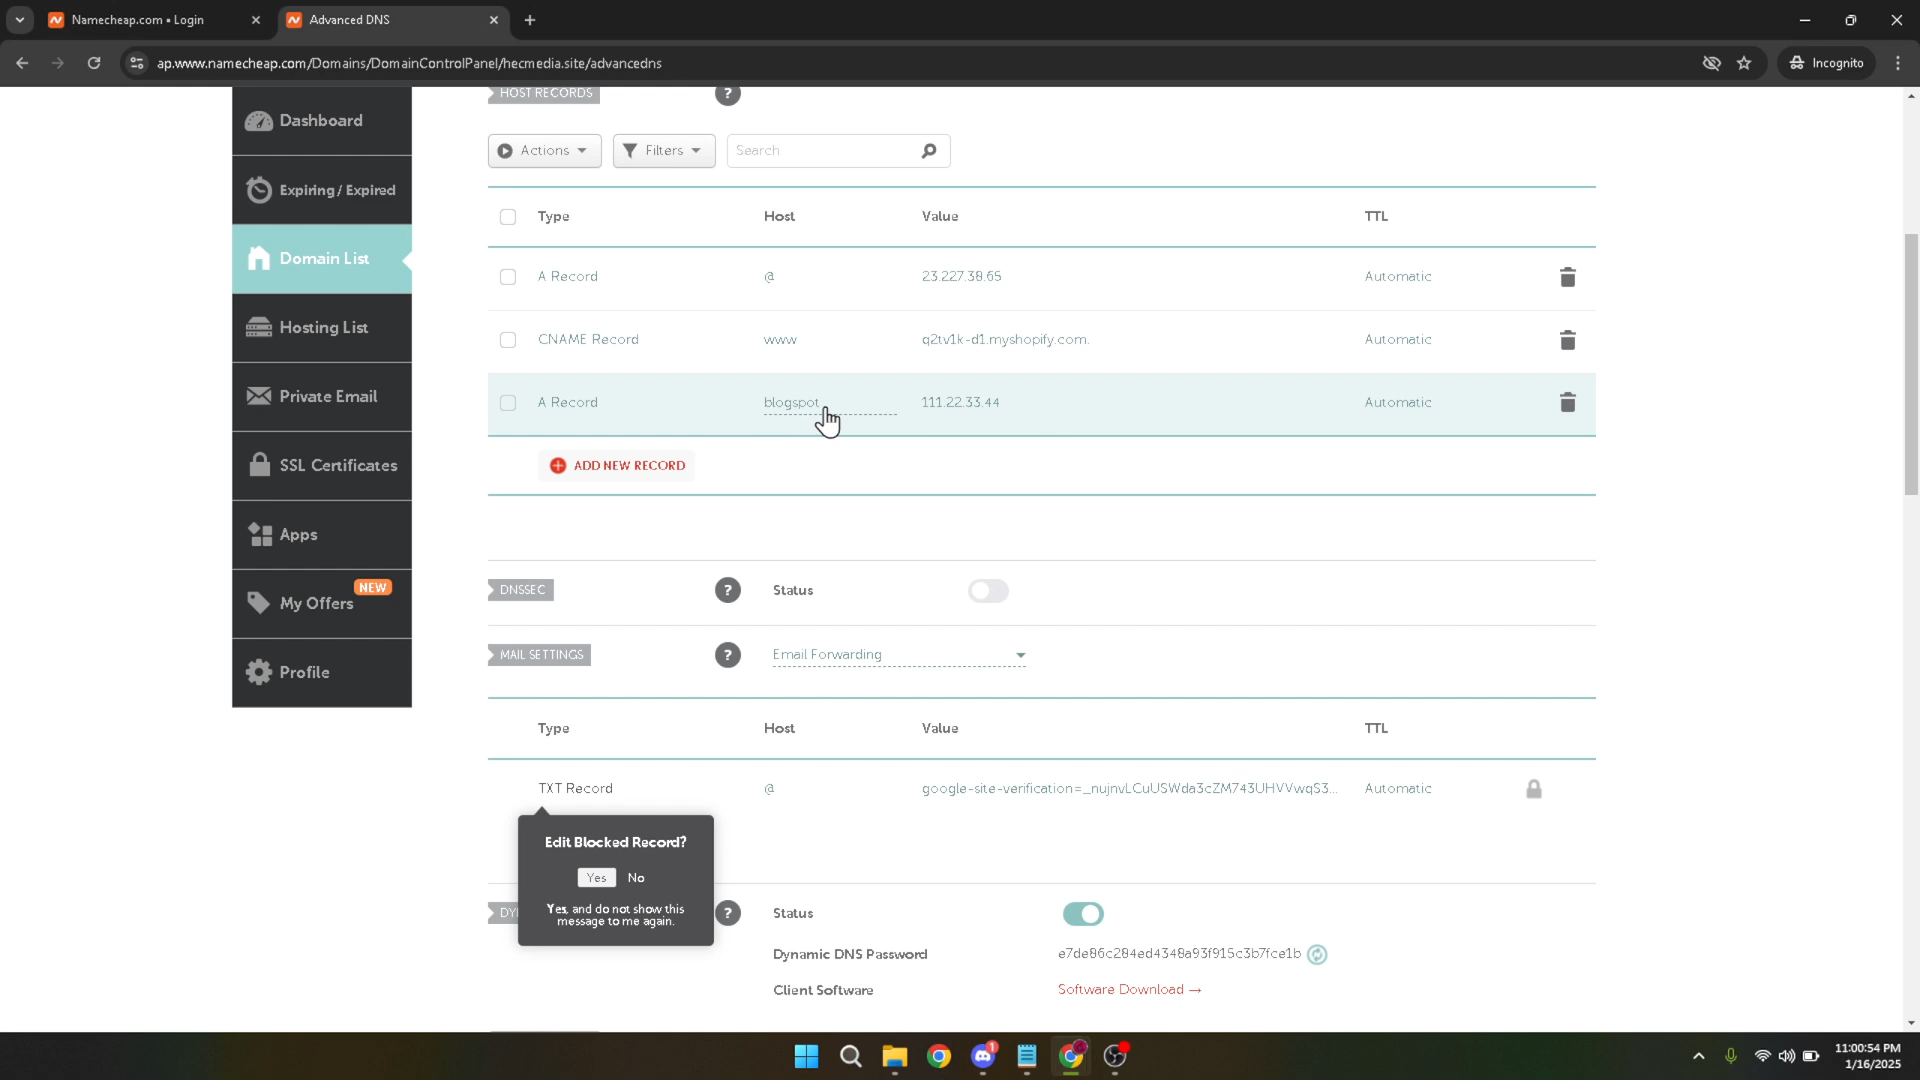 Namecheap.com • Login
Advanced DNS
ap.www.namecheap.com/Domains/DomainControlPanel/hecmedia.site/advancedns
Incognito
Dashboard
Expiring / Expired
Domain List
Hosting List
Private Email
SSL Certificates
Apps
NEW
My Offers
Profile
HOST RECORDS
?
Actions
Filters
Search
Type Host Value TTL
A Record @ 23.227.38.65 Automatic
CNAME Record www q2tv1k-d1.myshopify.com. Automatic
A Record blogspot 111.22.33.44 Automatic
ADD NEW RECORD
DNSSEC ? Status
MAIL SETTINGS ? Email Forwarding
Type Host Value TTL
TXT Record @ google-site-verification=_nujnvLCuUSWda3cZM743UHVVwqS3... Automatic
Edit Blocked Record?
Yes No
Yes, and do not show this
message to me again.
DY ? Status
Dynamic DNS Password e7de86c284ed4348a93f915c3b7fce1b
Client Software Software Download →
1
11:00:54 PM
1/16/2025